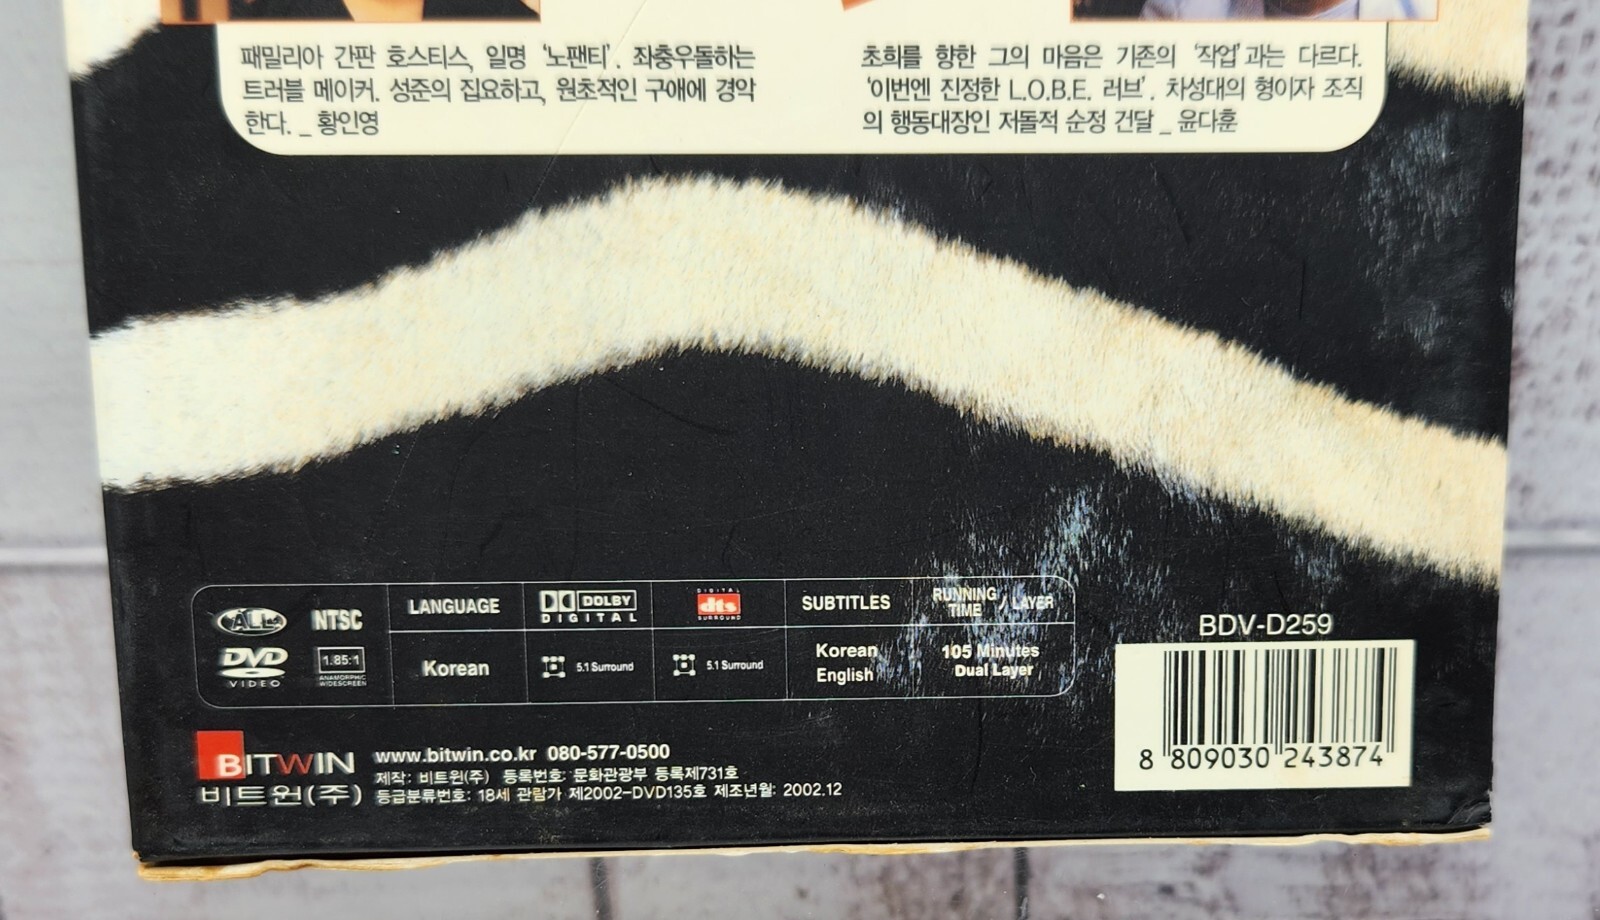 패밀리아 간판 호스티스, 일명 '노팬티'. 좌충우돌하는
트러블 메이커. 성준의 집요하고, 원초적인 구애에 경악
한다. _ 황인영
초희를 향한 그의 마음은 기존의 '작업'과는 다르다.
'이번엔 진정한 L.O.B.E. 러브'. 차성대의 형이자 조직
의 행동대장인 저돌적 순정 건달 _ 윤다훈
ALL
NTSC
DVD
VIDEO
1.85:1
ANAMORPHIC
WIDESCREEN
LANGUAGE
Korean
DOLBY
DIGITAL
5.1 Surround
DIGITAL
dts
SURROUND
5.1 Surround
SUBTITLES
Korean
English
RUNNING TIME / LAYER
105 Minutes
Dual Layer
BDV-D259
8 809030 243874
BITWIN
비트윈(주)
www.bitwin.co.kr 080-577-0500
제작: 비트윈(주) 등록번호: 문화관광부 등록제731호
등급분류번호: 18세 관람가 제2002-DVD135호 제조년월: 2002.12